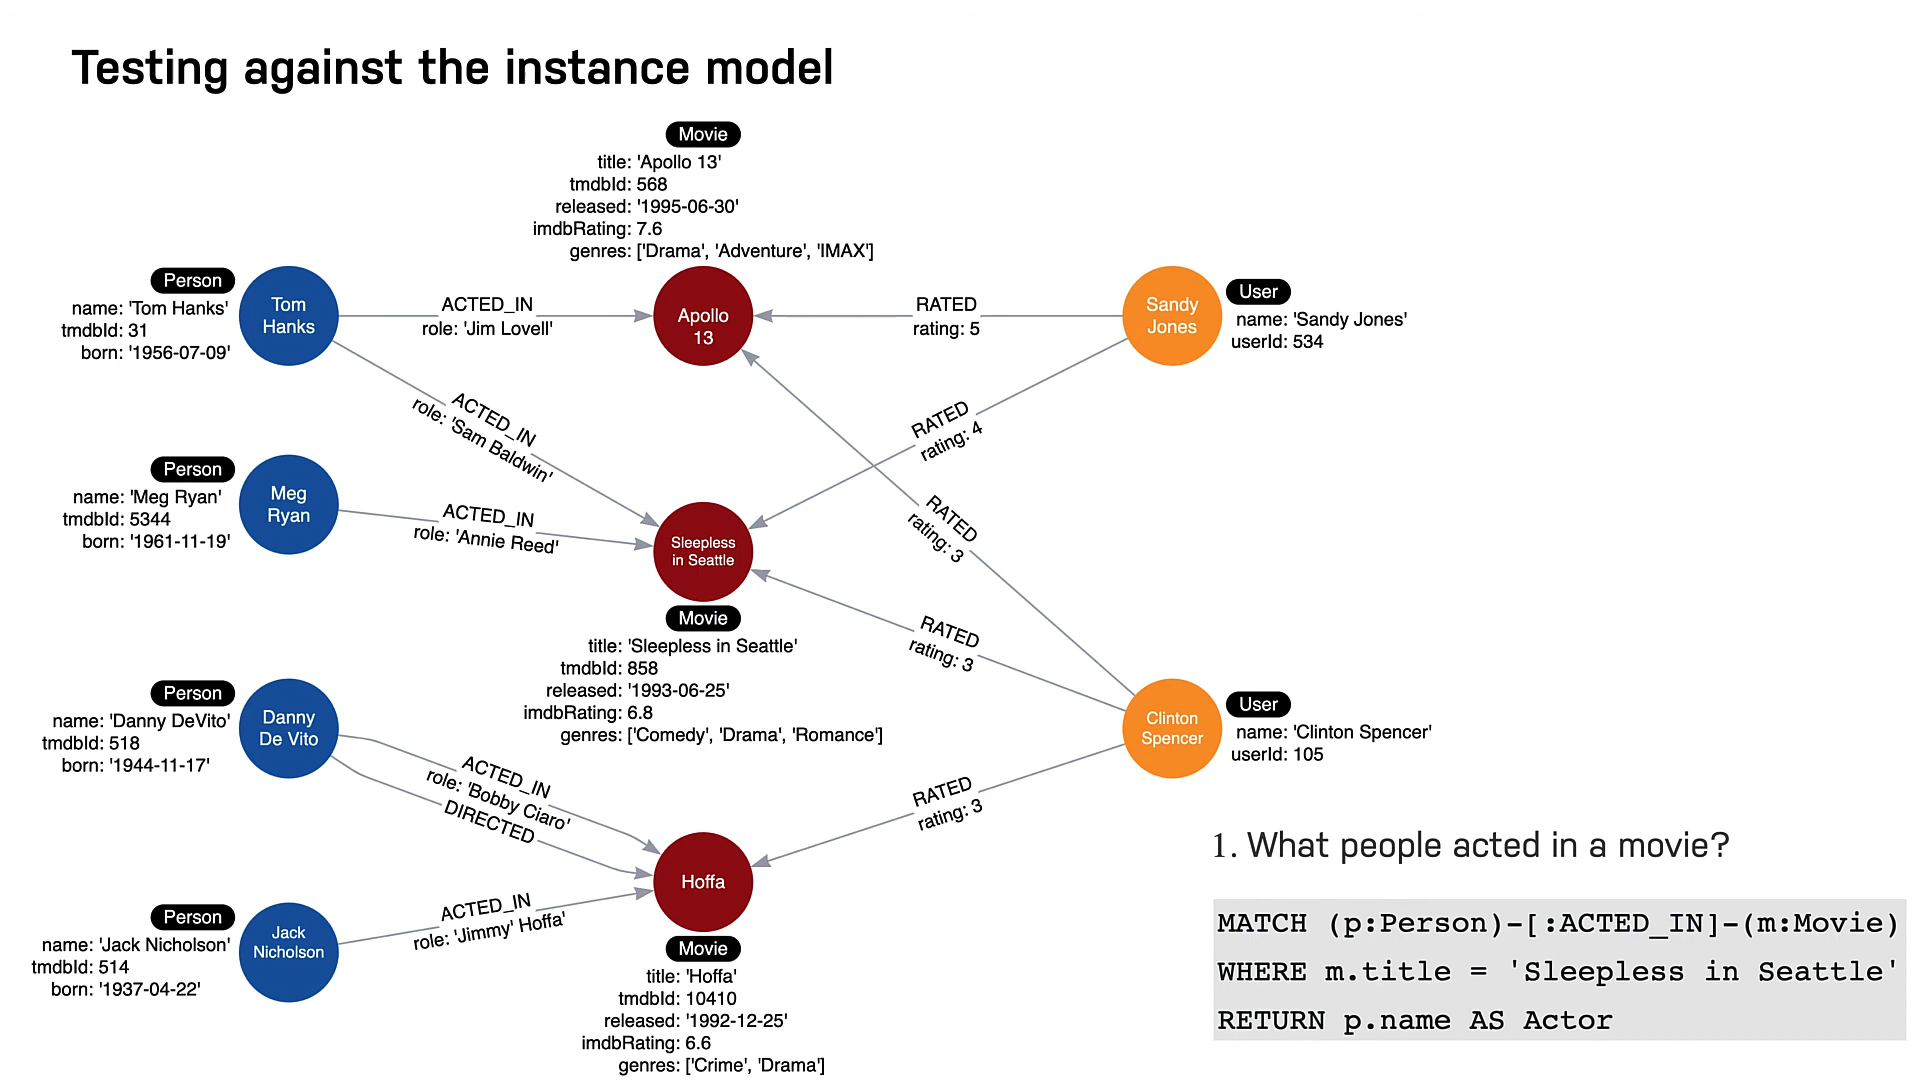 Testing against the instance model
Movie
title: 'Apollo 13'
tmdbId: 568
released: '1995-06-30'
imdbRating: 7.6
genres: ['Drama', 'Adventure', 'IMAX']
Person
name: 'Tom Hanks'
tmdbId: 31
born: '1956-07-09'
Tom
Hanks
ACTED_IN
role: 'Jim Lovell'
Apollo
13
RATED
rating: 5
Sandy
Jones
User
name: 'Sandy Jones'
userId: 534
ACTED_IN
role: 'Sam Baldwin'
RATED
rating: 4
Person
name: 'Meg Ryan'
tmdbId: 5344
born: '1961-11-19'
Meg
Ryan
ACTED_IN
role: 'Annie Reed'
Sleepless
in Seattle
RATED
rating: 3
Movie
title: 'Sleepless in Seattle'
tmdbId: 858
released: '1993-06-25'
imdbRating: 6.8
genres: ['Comedy', 'Drama', 'Romance']
RATED
rating: 3
Person
name: 'Danny DeVito'
tmdbId: 518
born: '1944-11-17'
Danny
De Vito
ACTED_IN
role: 'Bobby Ciaro'
DIRECTED
Clinton
Spencer
User
name: 'Clinton Spencer'
userId: 105
RATED
rating: 3
Hoffa
Person
name: 'Jack Nicholson'
tmdbId: 514
born: '1937-04-22'
Jack
Nicholson
ACTED_IN
role: 'Jimmy' Hoffa'
Movie
title: 'Hoffa'
tmdbId: 10410
released: '1992-12-25'
imdbRating: 6.6
genres: ['Crime', 'Drama']
1. What people acted in a movie?
MATCH (p:Person)-[:ACTED_IN]-(m:Movie)
WHERE m.title = 'Sleepless in Seattle'
RETURN p.name AS Actor